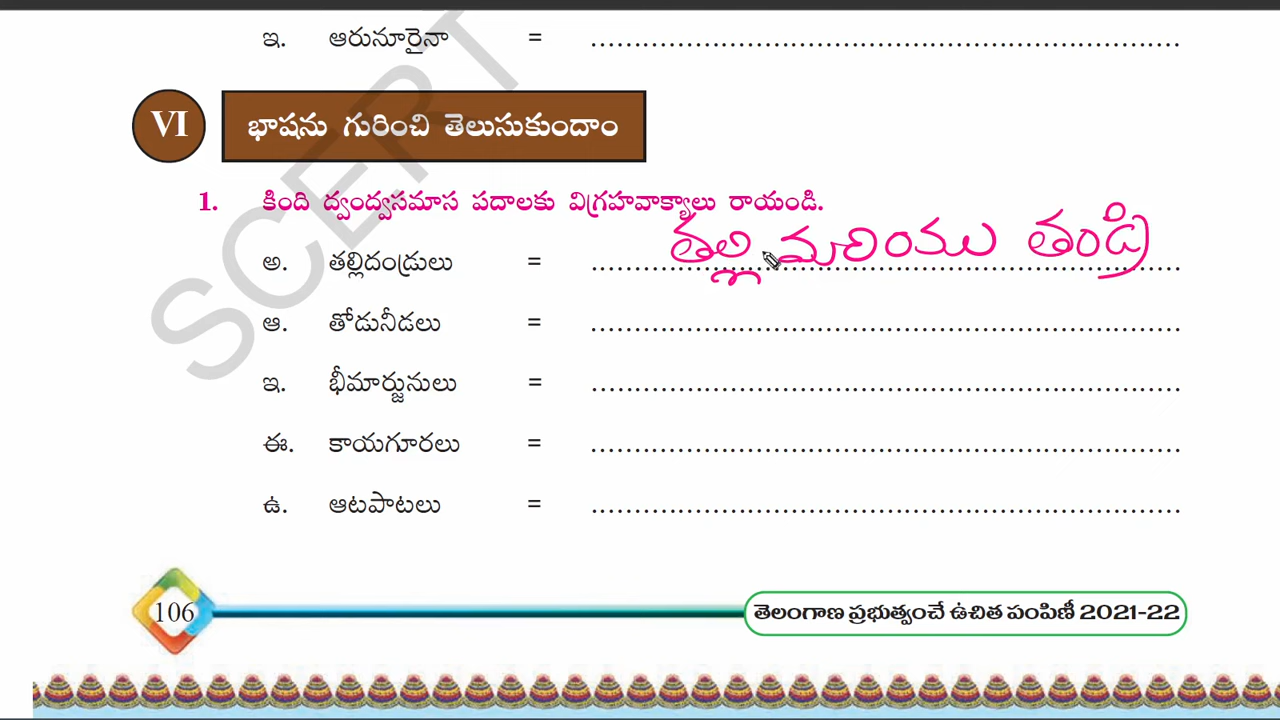 ఇ. ఆరునూరైనా = ..................................................................
VI భాషను గురించి తెలుసుకుందాం
1. కింది ద్వంద్వసమాస పదాలకు విగ్రహవాక్యాలు రాయండి.
అ. తల్లిదండ్రులు = తల్లి మరియు తండ్రి
ఆ. తోడునీడలు = ..................................................................
ఇ. భీమార్జునులు = ..................................................................
ఈ. కాయగూరలు = ..................................................................
ఉ. ఆటపాటలు = ..................................................................
106 తెలంగాణ ప్రభుత్వంచే ఉచిత పంపిణీ 2021-22
SCERT